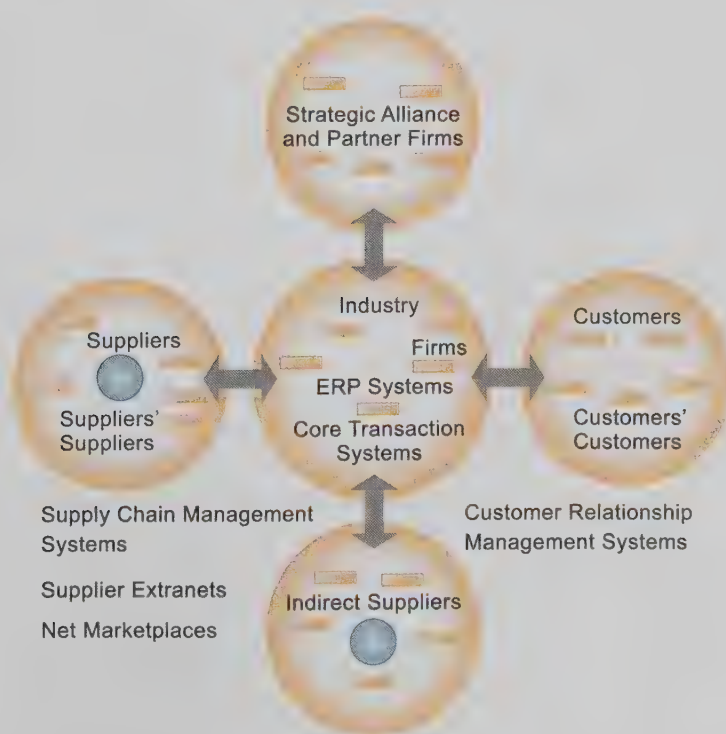 Strategic Alliance
and Partner Firms
Industry
Firms
ERP Systems
Core Transaction
Systems
Suppliers
Suppliers'
Suppliers
Customers
Customers'
Customers
Supply Chain Management
Systems
Supplier Extranets
Net Marketplaces
Customer Relationship
Management Systems
Indirect Suppliers